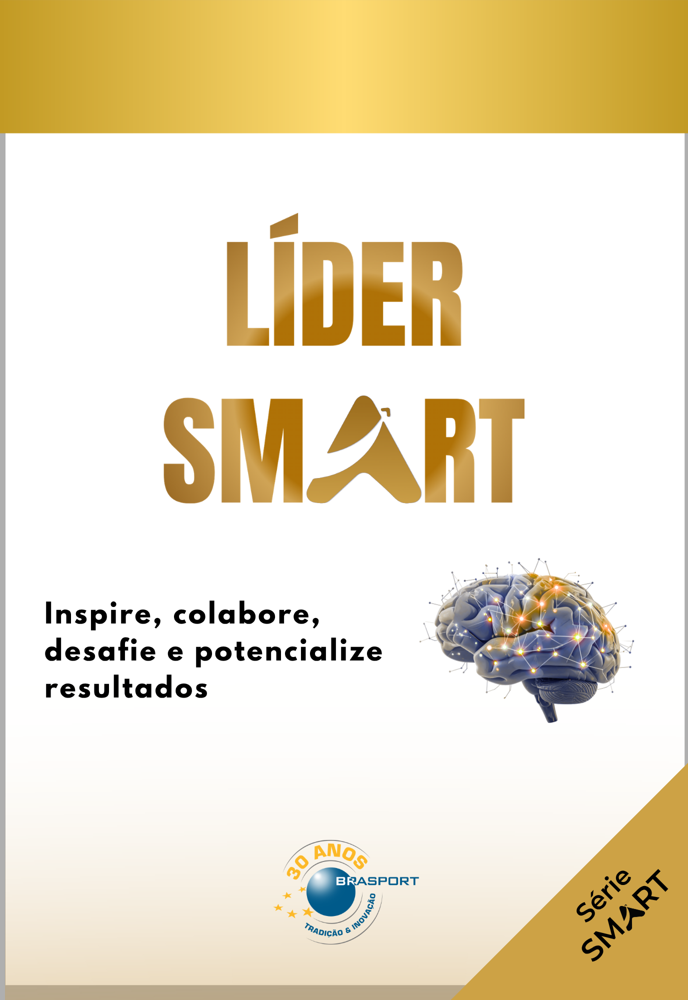 LÍDER
SMART
Inspire, colabore,
desafie e potencialize
resultados
30 ANOS
BRASPORT
TRADIÇÃO & INOVAÇÃO
Série
SMART